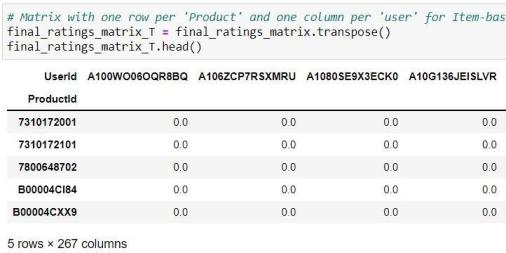 # Matrix with one row per 'Product' and one column per 'user' for Item-bas
final_ratings_matrix_T = final_ratings_matrix.transpose()
final_ratings_matrix_T.head()
UserId A100WO06OQR8BQ A106ZCP7RSXMRU A1080SE9X3ECK0 A10G136JEISLVR
ProductId
7310172001 0.0 0.0 0.0 0.0
7310172101 0.0 0.0 0.0 0.0
7800648702 0.0 0.0 0.0 0.0
B00004CI84 0.0 0.0 0.0 0.0
B00004CXX9 0.0 0.0 0.0 0.0
5 rows × 267 columns